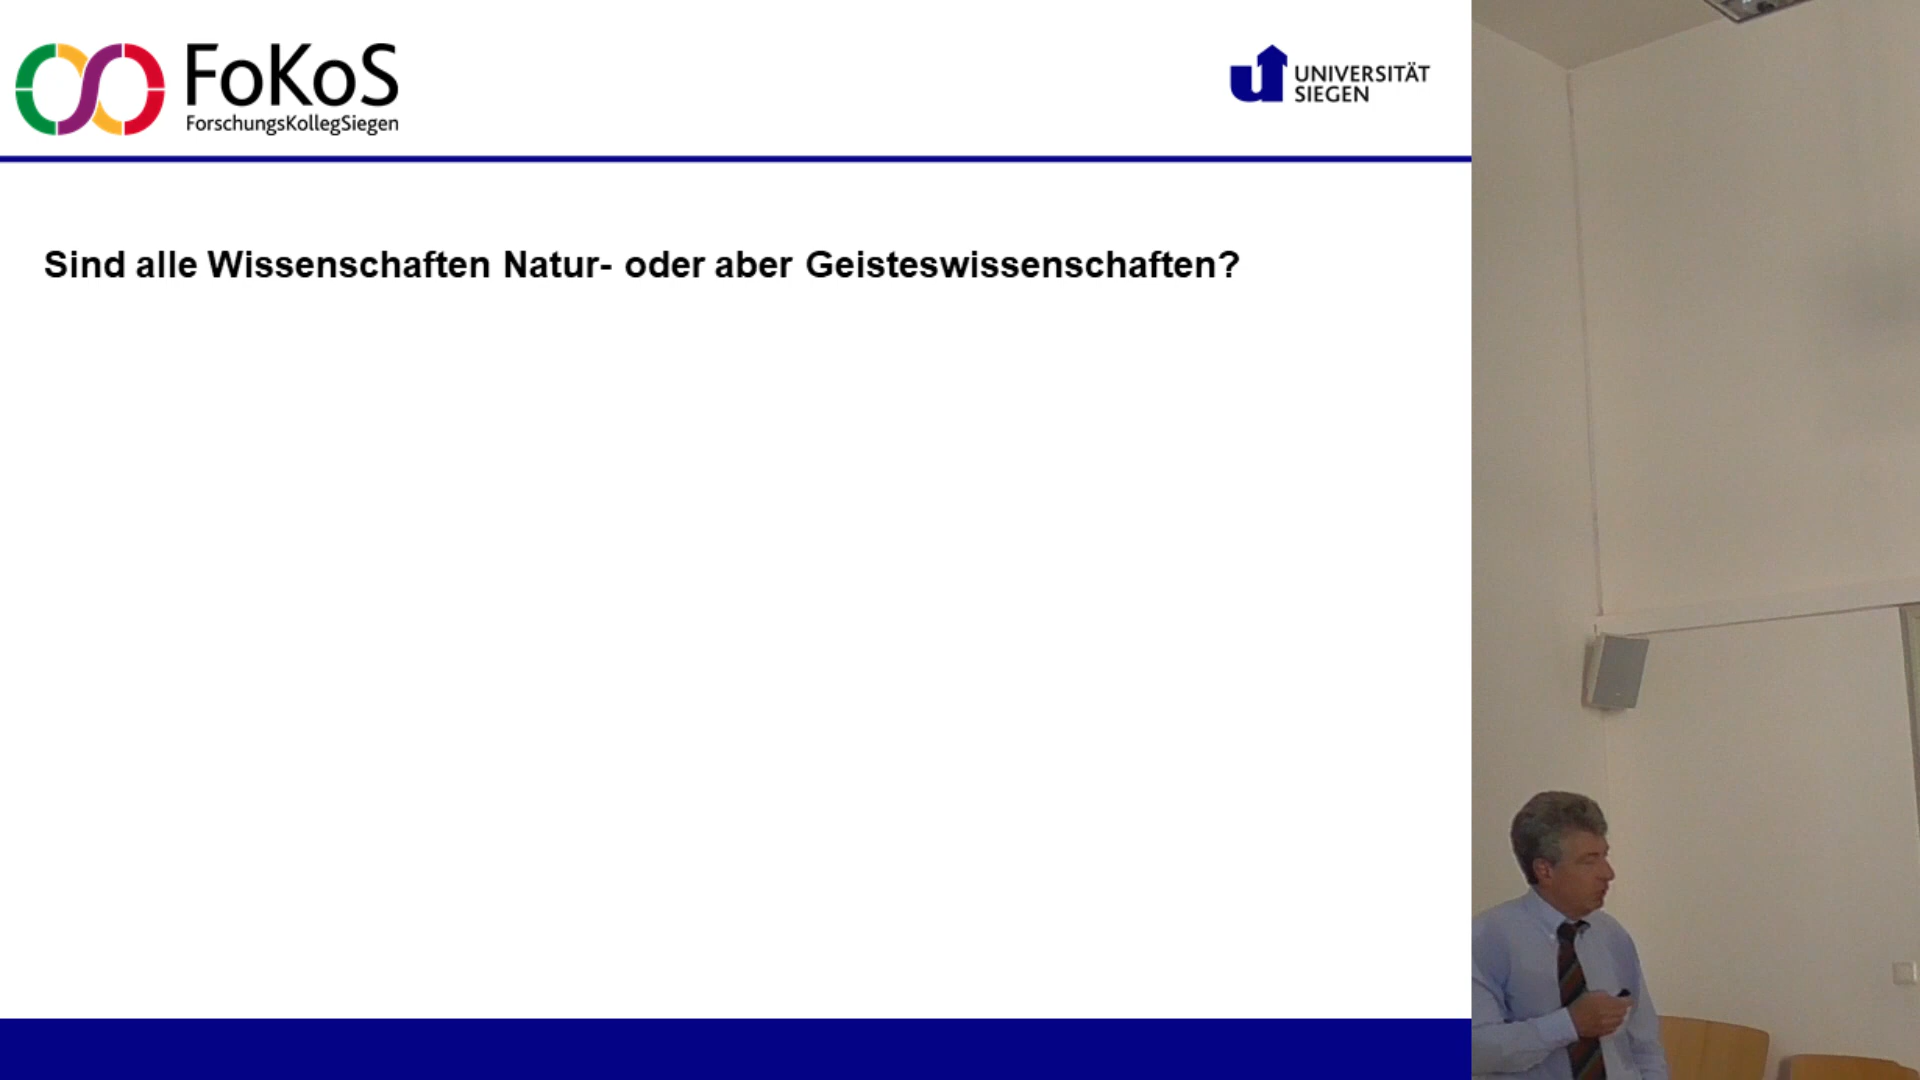 FoKoS
ForschungsKollegSiegen
UNIVERSITÄT
SIEGEN
Sind alle Wissenschaften Natur- oder aber Geisteswissenschaften?